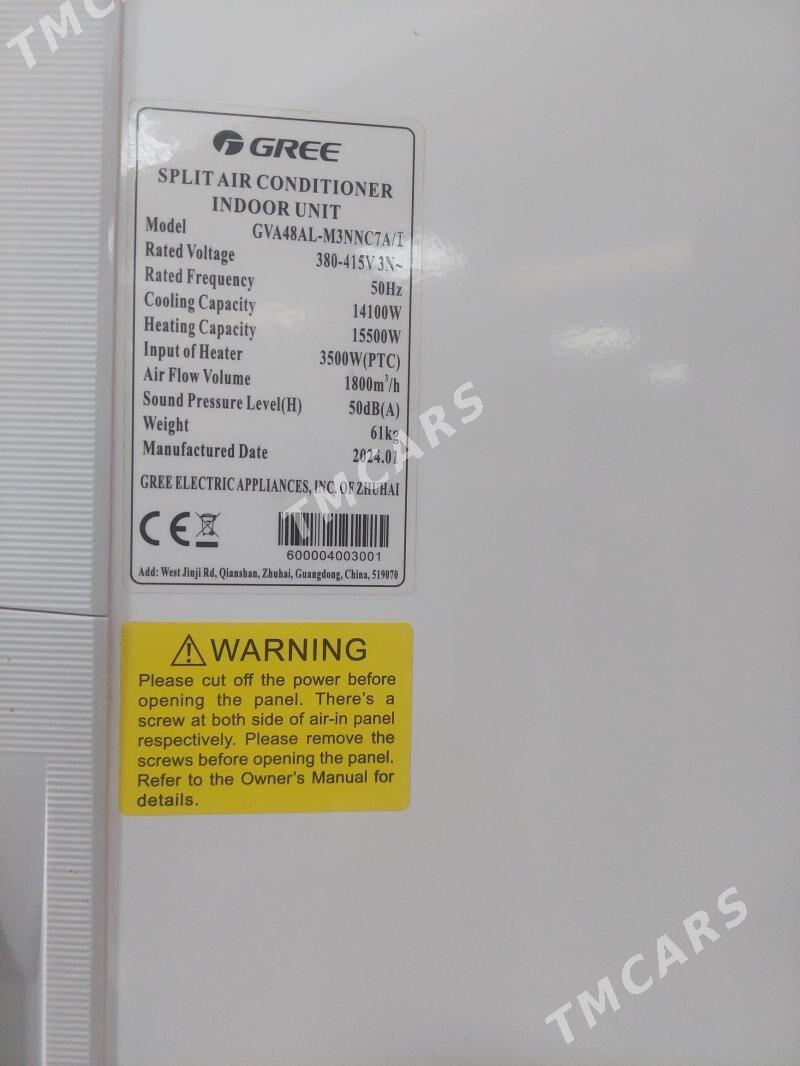 TMCARS
GREE
SPLIT AIR CONDITIONER
INDOOR UNIT
Model GVA48AL-M3NNC7A/I
Rated Voltage 380-415V 3N~
Rated Frequency 50Hz
Cooling Capacity 14100W
Heating Capacity 15500W
Input of Heater 3500W(PTC)
Air Flow Volume 1800m³/h
Sound Pressure Level(H) 50dB(A)
Weight 61kg
Manufactured Date 2024.01
GREE ELECTRIC APPLIANCES, INC. OF ZHUHAI
CE
600004003001
Add: West Jinji Rd, Qianshan, Zhuhai, Guangdong, China, 519070
TMCARS
WARNING
Please cut off the power before
opening the panel. There's a
screw at both side of air-in panel
respectively. Please remove the
screws before opening the panel.
Refer to the Owner's Manual for
details.
TMCARS